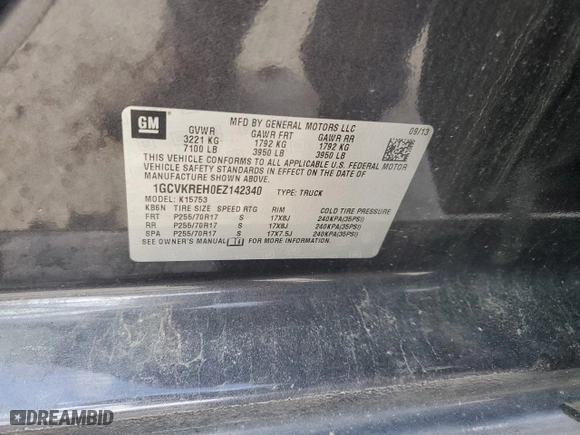 GM
MFD BY GENERAL MOTORS LLC
09/13
GVWR GAWR FRT GAWR RR
3221 KG 1792 KG 1792 KG
7100 LB 3950 LB 3950 LB
THIS VEHICLE CONFORMS TO ALL APPLICABLE U.S. FEDERAL MOTOR
VEHICLE SAFETY STANDARDS IN EFFECT ON THE DATE OF
MANUFACTURE SHOWN ABOVE.
1GCVKREH0EZ142340 TYPE: TRUCK
MODEL: K15753
KB6N TIRE SIZE SPEED RTG RIM COLD TIRE PRESSURE
FRT P255/70R17 S 17X8J 240KPA(35PSI)
RR P255/70R17 S 17X8J 240KPA(35PSI)
SPA P255/70R17 S 17X7.5J 240KPA(35PSI)
SEE OWNER'S MANUAL FOR MORE INFORMATION.
DREAMBID